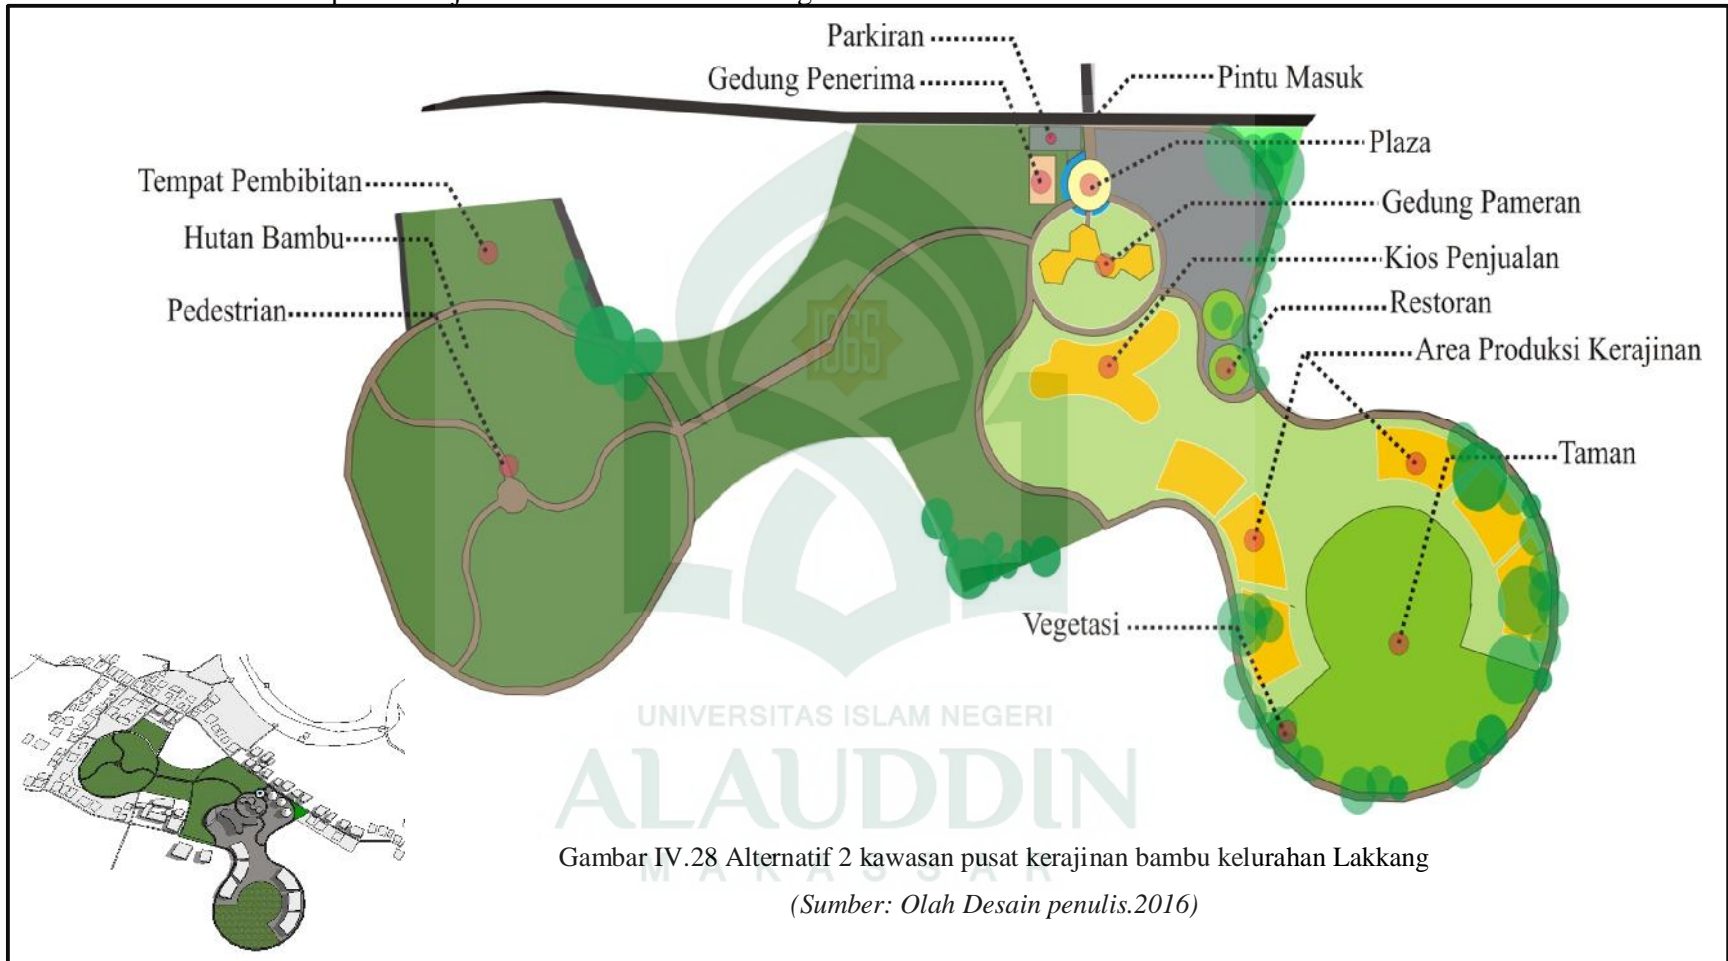 Parkiran
Gedung Penerima
Pintu Masuk
Plaza
Tempat Pembibitan
Gedung Pameran
Hutan Bambu
Kios Penjualan
Pedestrian
Restoran
Area Produksi Kerajinan
Taman
Vegetasi
1965
UNIVERSITAS ISLAM NEGERI
ALAUDDIN
MAKASSAR
Gambar IV.28 Alternatif 2 kawasan pusat kerajinan bambu kelurahan Lakkang
(Sumber: Olah Desain penulis.2016)